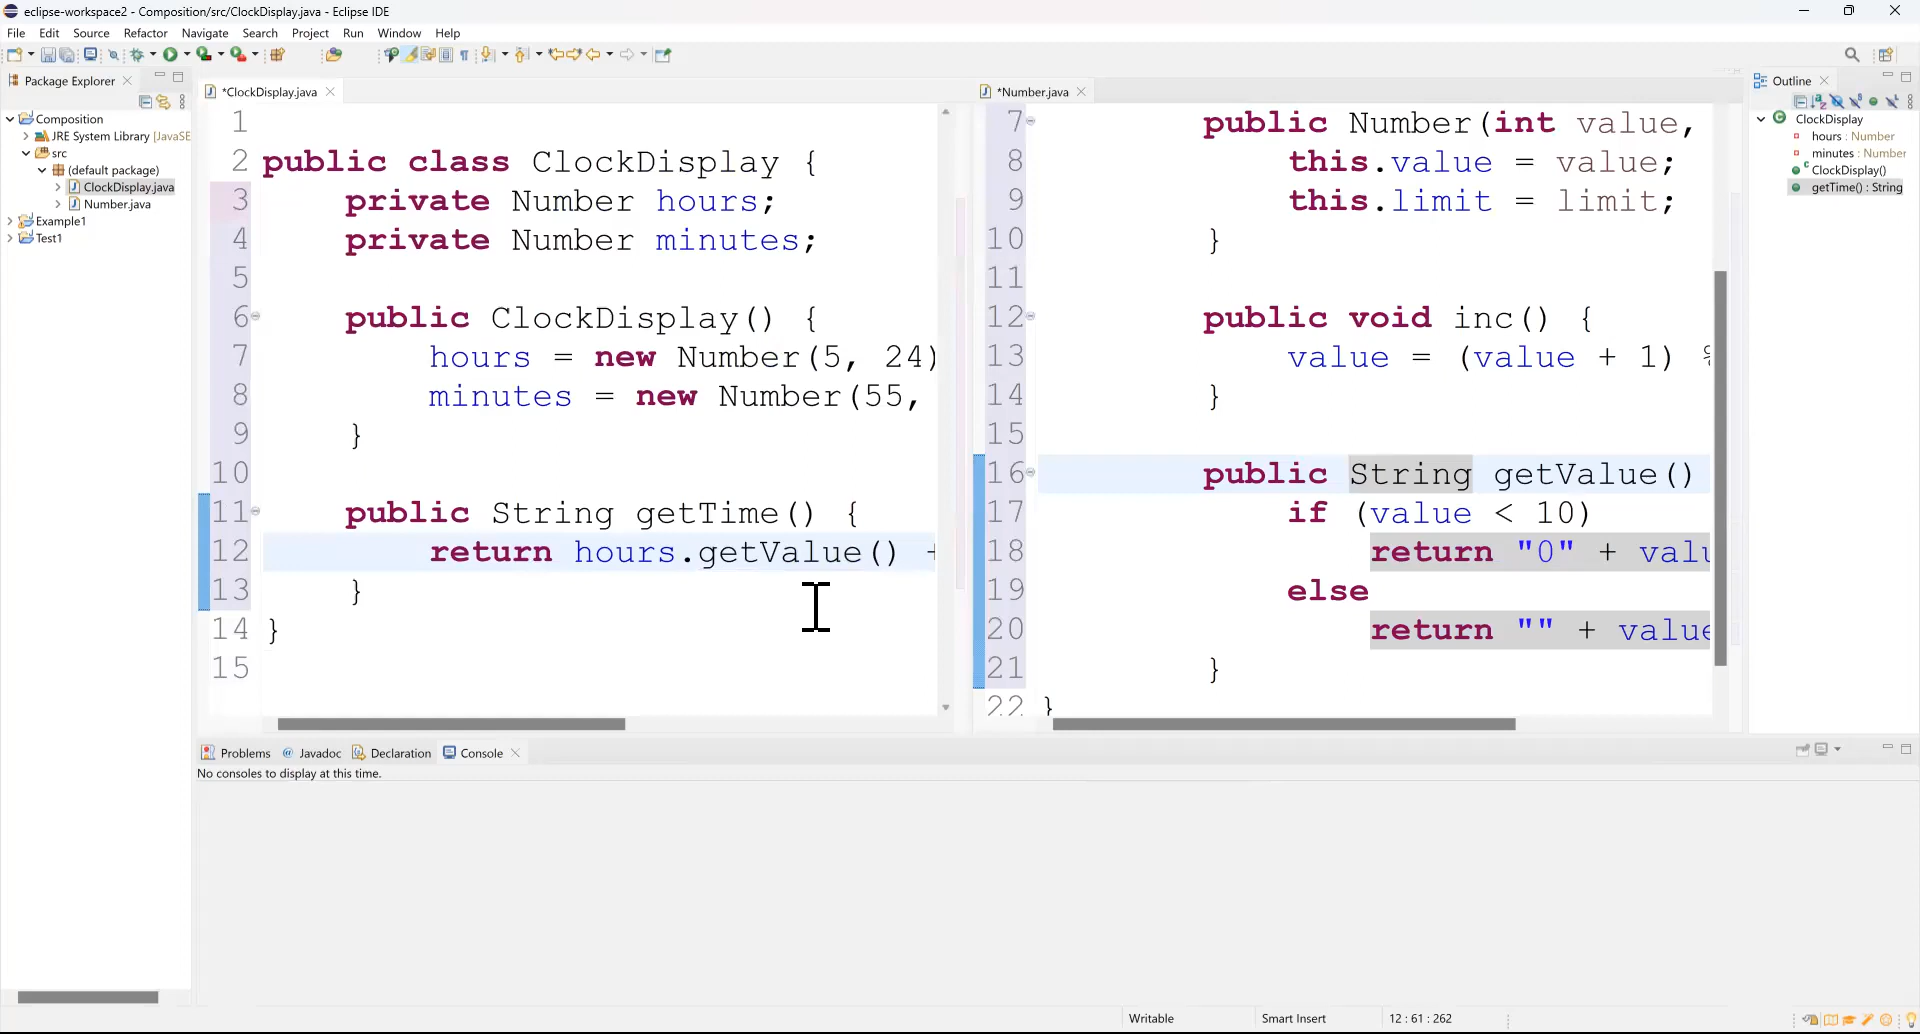 eclipse-workspace2 - Composition/src/ClockDisplay.java - Eclipse IDE
File Edit Source Refactor Navigate Search Project Run Window Help
Package Explorer
Composition
JRE System Library [JavaSE
src
(default package)
ClockDisplay.java
Number.java
Example1
Test1
*ClockDisplay.java
1
2 public class ClockDisplay {
3 private Number hours;
4 private Number minutes;
5
6 public ClockDisplay() {
7 hours = new Number(5, 24)
8 minutes = new Number(55,
9 }
10
11 public String getTime() {
12 return hours.getValue() +
13 }
14 }
15
*Number.java
7 public Number(int value,
8 this.value = value;
9 this.limit = limit;
10 }
11
12 public void inc() {
13 value = (value + 1) %
14 }
15
16 public String getValue()
17 if (value < 10)
18 return "0" + valu
19 else
20 return "" + value
21 }
22 }
Outline
ClockDisplay
hours : Number
minutes : Number
ClockDisplay()
getTime() : String
Problems Javadoc Declaration Console
No consoles to display at this time.
Writable Smart Insert 12 : 61 : 262